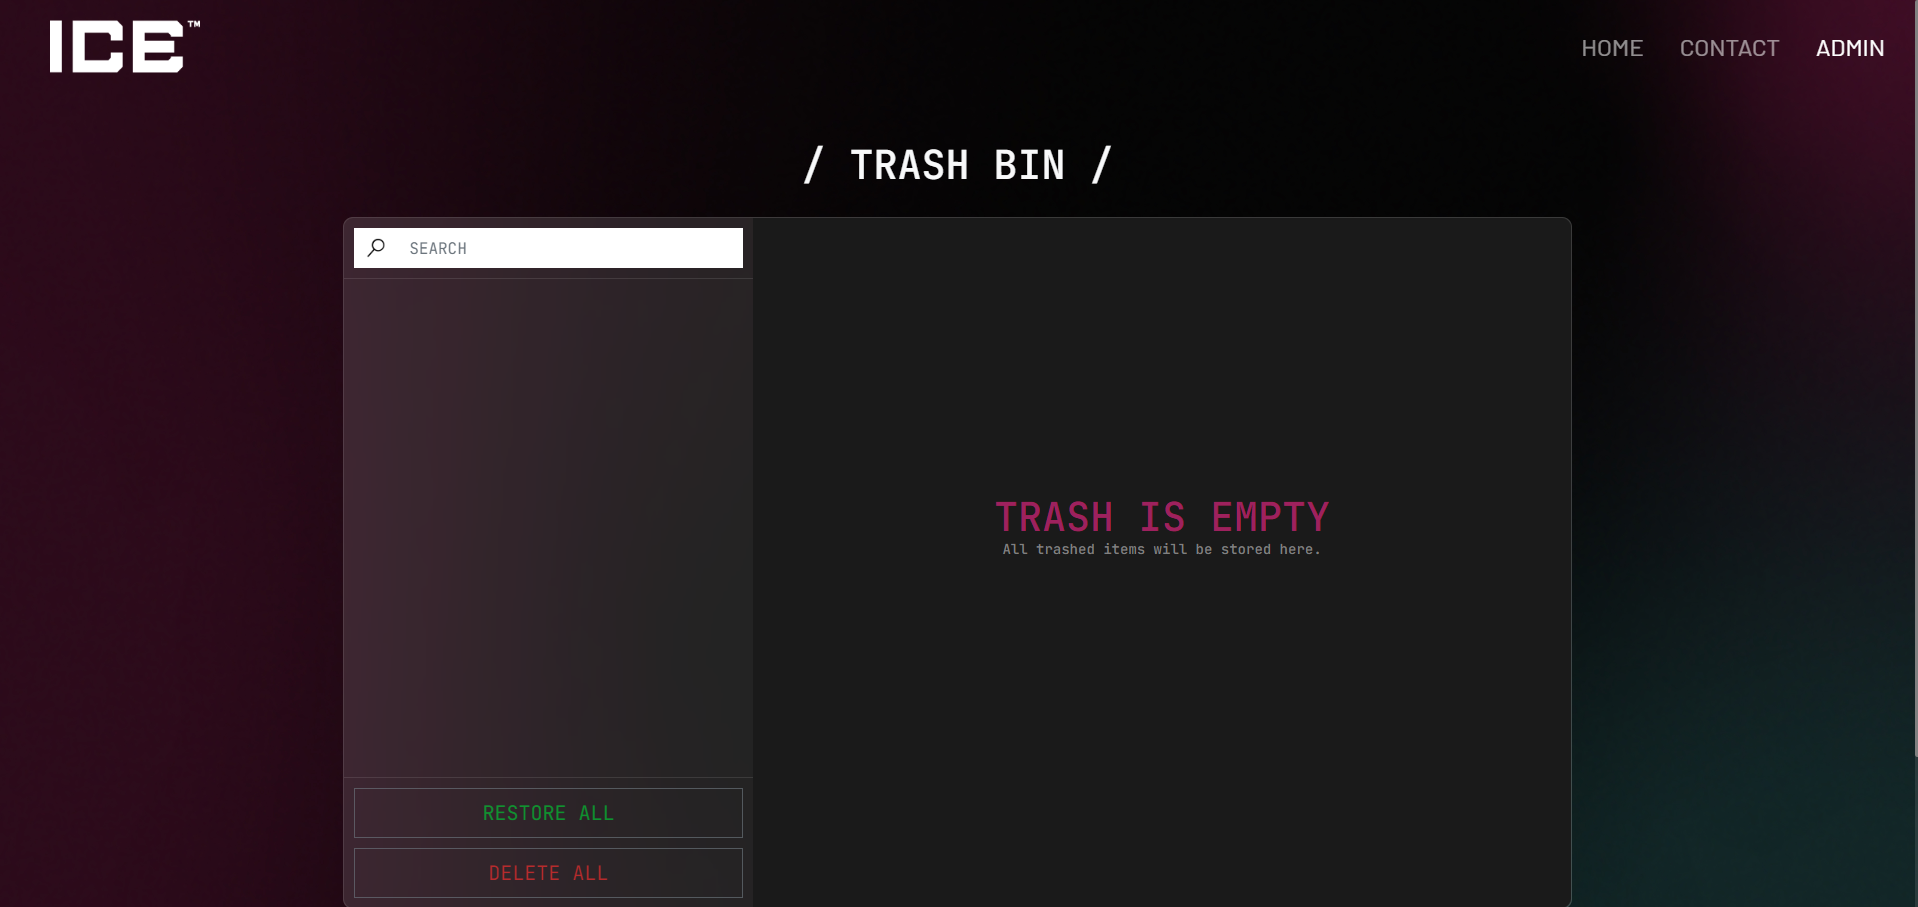 ICE™
HOME CONTACT ADMIN
/ TRASH BIN /
SEARCH
TRASH IS EMPTY
All trashed items will be stored here.
RESTORE ALL
DELETE ALL